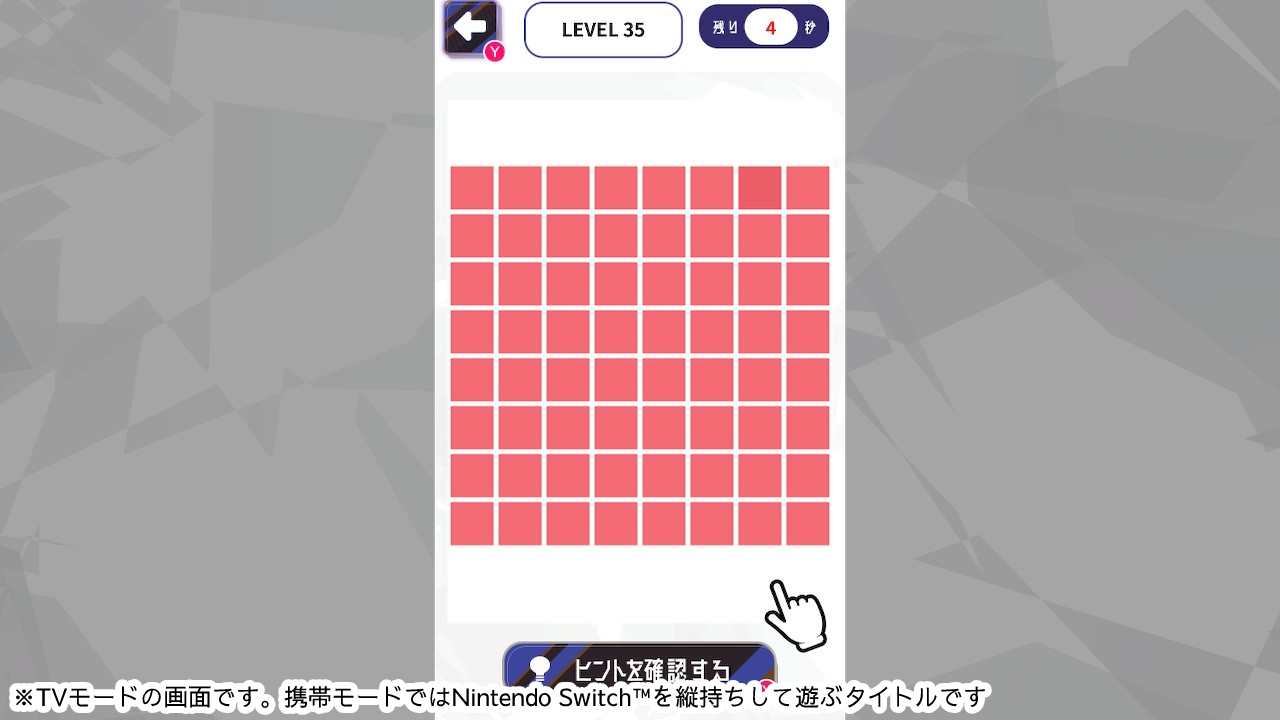 LEVEL 35
残り 4 秒
Y
ヒントを確認する
※TVモードの画面です。携帯モードではNintendo Switch™を縦持ちして遊ぶタイトルです